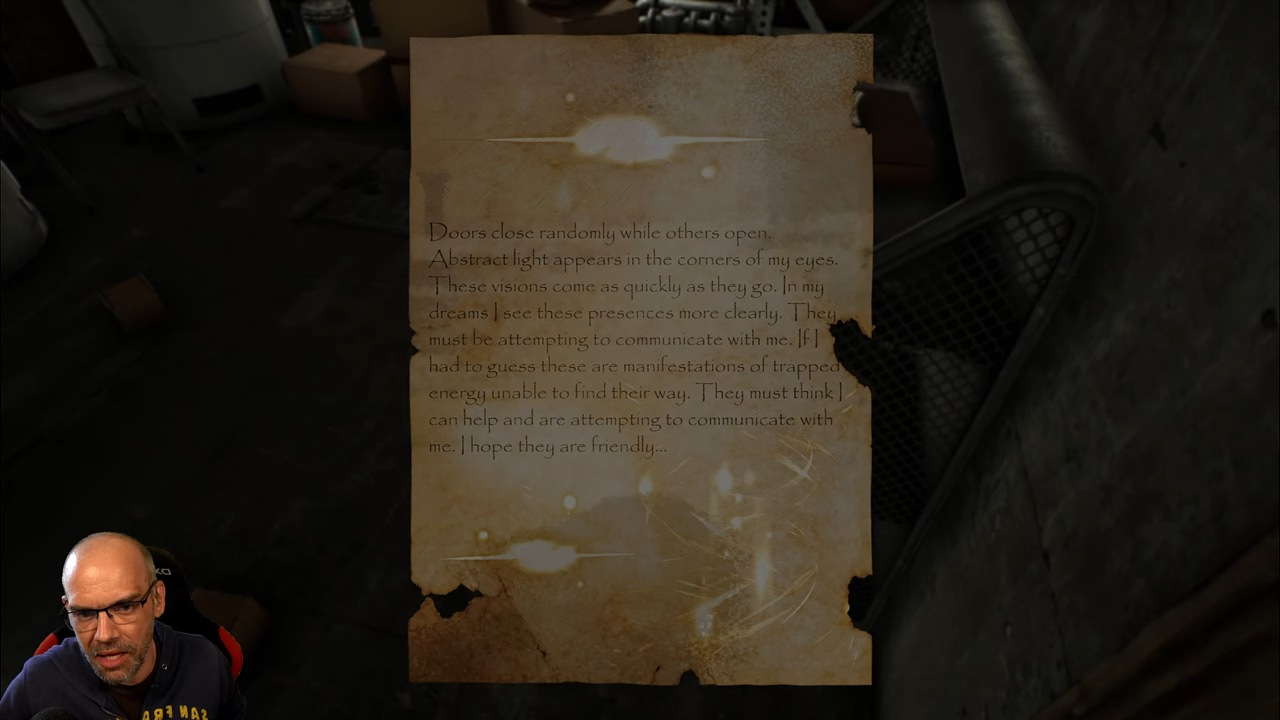 Doors close randomly while others open.
Abstract light appears in the corners of my eyes.
These visions come as quickly as they go. In my
dreams I see these presences more clearly. They
must be attempting to communicate with me. If I
had to guess these are manifestations of trapped
energy unable to find their way. They must think I
can help and are attempting to communicate with
me. I hope they are friendly...
SAN FRA